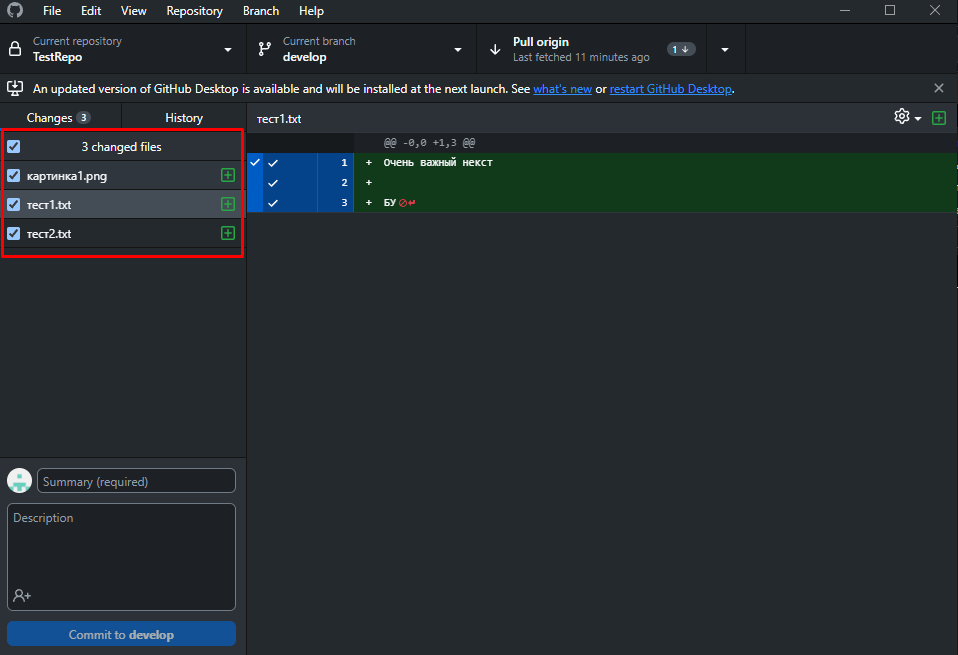 File Edit View Repository Branch Help
Current repository
TestRepo
Current branch
develop
Pull origin
Last fetched 11 minutes ago
1
An updated version of GitHub Desktop is available and will be installed at the next launch. See what's new or restart GitHub Desktop.
Changes 3
History
3 changed files
картинка1.png
тест1.txt
тест2.txt
тест1.txt
@@ -0,0 +1,3 @@
1 + Очень важный некст
2 +
3 + БУ
Summary (required)
Description
Commit to develop